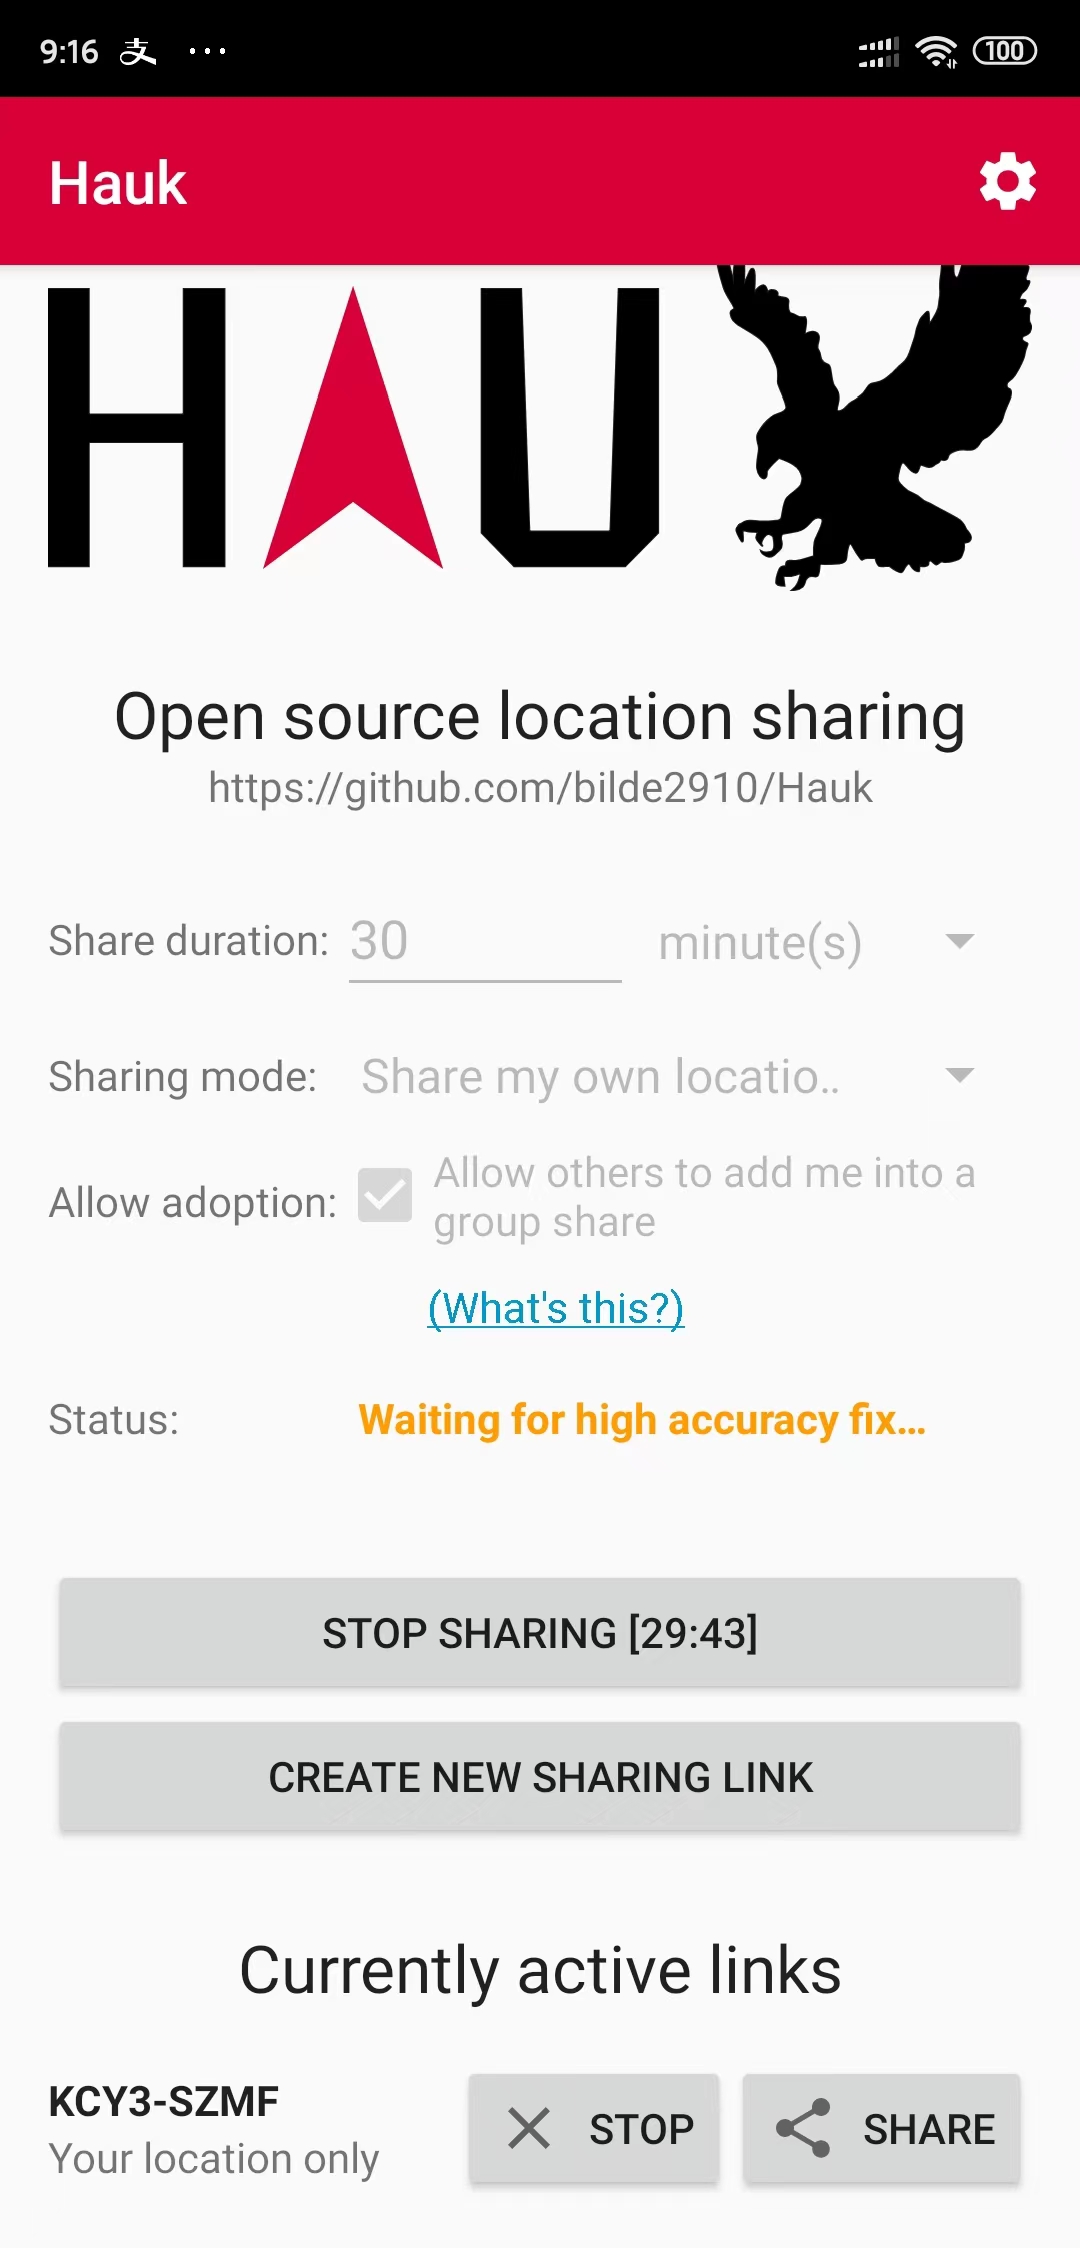 9:16 支 ...
100
Hauk
HAUK
Open source location sharing
https://github.com/bilde2910/Hauk
Share duration: 30 minute(s)
Sharing mode: Share my own locatio..
Allow adoption: Allow others to add me into a
group share
(What's this?)
Status: Waiting for high accuracy fix...
STOP SHARING [29:43]
CREATE NEW SHARING LINK
Currently active links
KCY3-SZMF
Your location only
STOP
SHARE